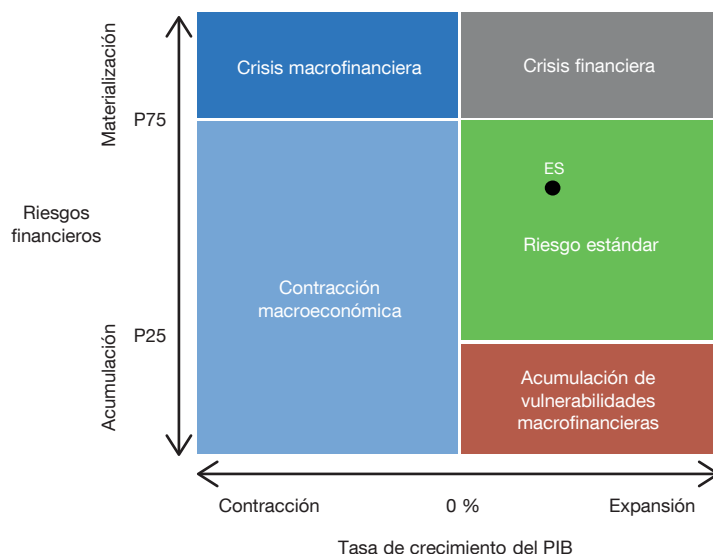 Materialización
P75
Riesgos
financieros
P25
Acumulación
Crisis macrofinanciera
Crisis financiera
ES
Riesgo estándar
Contracción
macroeconómica
Acumulación de
vulnerabilidades
macrofinancieras
Contracción
0 %
Expansión
Tasa de crecimiento del PIB